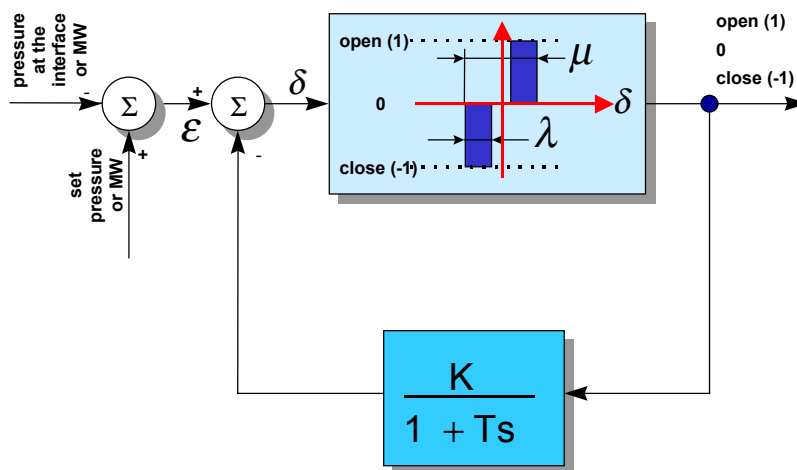 pressure
at the
interface
or MW
-
Σ
+
ε
+
Σ
-
δ
set
pressure
or MW
+
open (1)
0
close (-1)
μ
δ
λ
open (1)
0
close (-1)
K
1 + Ts